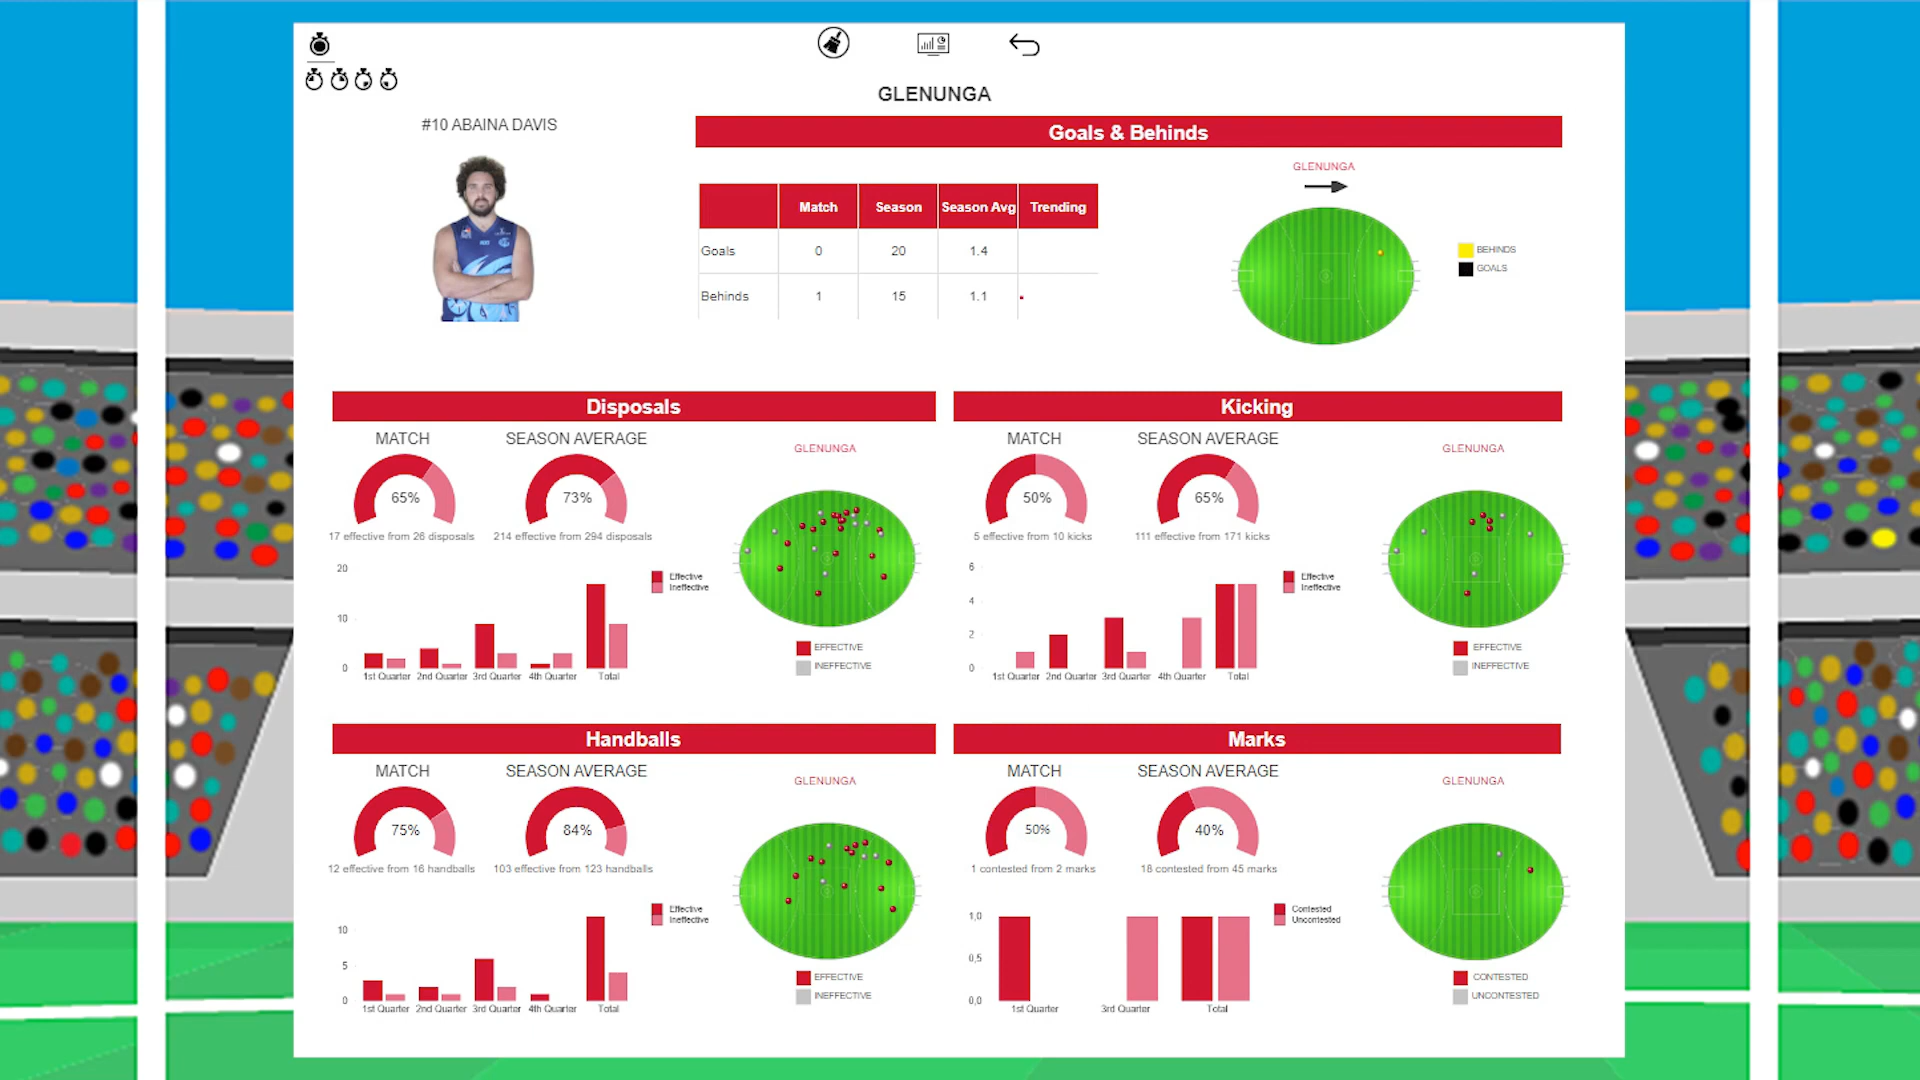 GLENUNGA
#10 ABAINA DAVIS
Goals & Behinds
GLENUNGA
Match Season Season Avg Trending
Goals 0 20 1.4
Behinds 1 15 1.1
BEHINDS
GOALS
Disposals
MATCH SEASON AVERAGE
GLENUNGA
65% 73%
17 effective from 26 disposals 214 effective from 294 disposals
20
10
0
Effective
Ineffective
1st Quarter 2nd Quarter 3rd Quarter 4th Quarter Total
EFFECTIVE
INEFFECTIVE
Kicking
MATCH SEASON AVERAGE
GLENUNGA
50% 65%
5 effective from 10 kicks 111 effective from 171 kicks
6
4
2
0
Effective
Ineffective
1st Quarter 2nd Quarter 3rd Quarter 4th Quarter Total
EFFECTIVE
INEFFECTIVE
Handballs
MATCH SEASON AVERAGE
GLENUNGA
75% 84%
12 effective from 16 handballs 103 effective from 123 handballs
10
5
0
Effective
Ineffective
1st Quarter 2nd Quarter 3rd Quarter 4th Quarter Total
EFFECTIVE
INEFFECTIVE
Marks
MATCH SEASON AVERAGE
GLENUNGA
50% 40%
1 contested from 2 marks 18 contested from 45 marks
1,0
0,5
0,0
Contested
Uncontested
1st Quarter 3rd Quarter Total
CONTESTED
UNCONTESTED